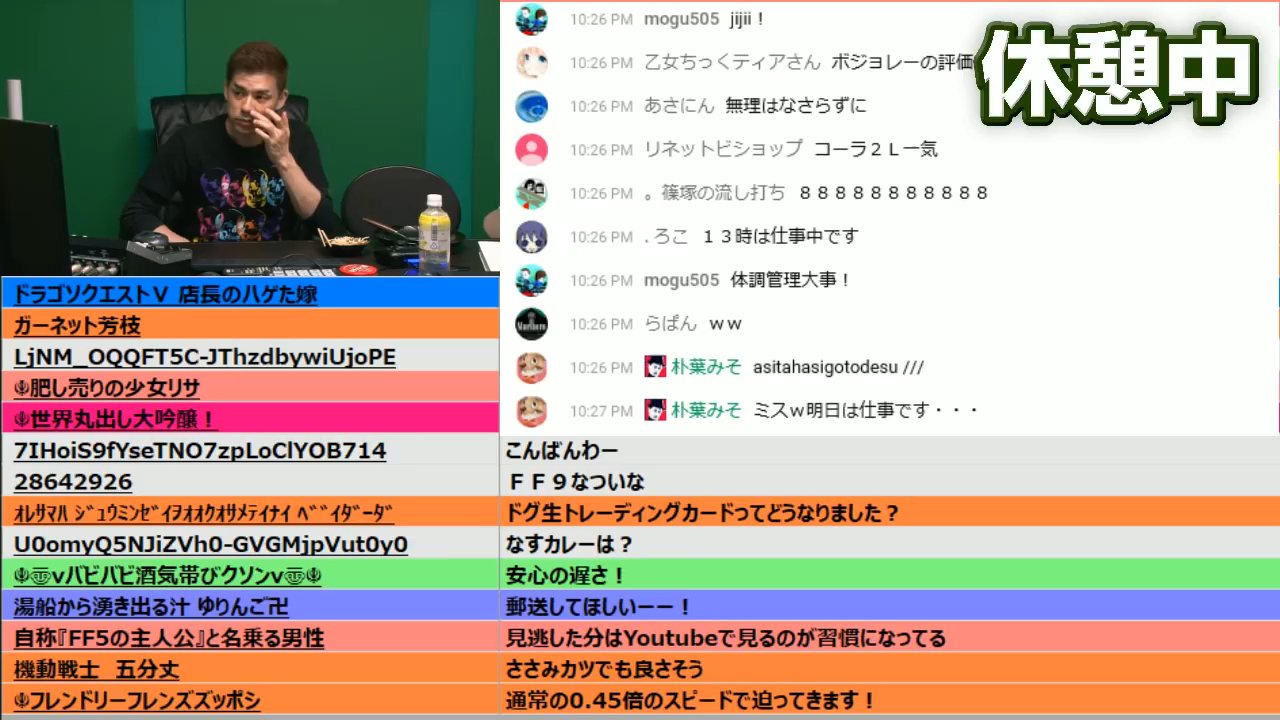 10:26 PM mogu505 jijii！
休憩中
10:26 PM 乙女ちっくティアさん ボジョレーの評価
10:26 PM あさにん 無理はなさらずに
10:26 PM リネットビショップ コーラ２Ｌ一気
10:26 PM 。篠塚の流し打ち ８８８８８８８８８８８
10:26 PM . ろこ １３時は仕事中です
10:26 PM mogu505 体調管理大事！
10:26 PM らぱん ｗｗ
10:26 PM 朴葉みそ asitahasigotodesu ///
10:27 PM 朴葉みそ ミスｗ明日は仕事です・・・
ドラゴソクエストＶ 店長のハゲた嫁
ガーネット芳枝
LjNM_OQQFT5C-JThzdbywiUjoPE
☬肥し売りの少女リサ
☬世界丸出し大吟醸！
7IHoiS9fYseTNO7zpLoClYOB714 こんばんわー
28642926 ＦＦ９なついな
ｵﾚｻﾏﾊ ｼﾞｭｳﾐﾝｾﾞｲｦｵｵｸｵｻﾒﾃｲﾅｲ ﾍﾞﾞｲﾀﾞｰﾀﾞ ドグ生トレーディングカードってどうなりました？
U0omyQ5NJiZVh0-GVGMjpVut0y0 なすカレーは？
vバビバビ酒気帯びクソンv 安心の遅さ！
湯船から湧き出る汁 ゆりんご卍 郵送してほしいーー！
自称『FF5の主人公』と名乗る男性 見逃した分はYoutubeで見るのが習慣になってる
機動戦士　五分丈 ささみカツでも良さそう
☬フレンドリーフレンズズッポシ 通常の0.45倍のスピードで迫ってきます！